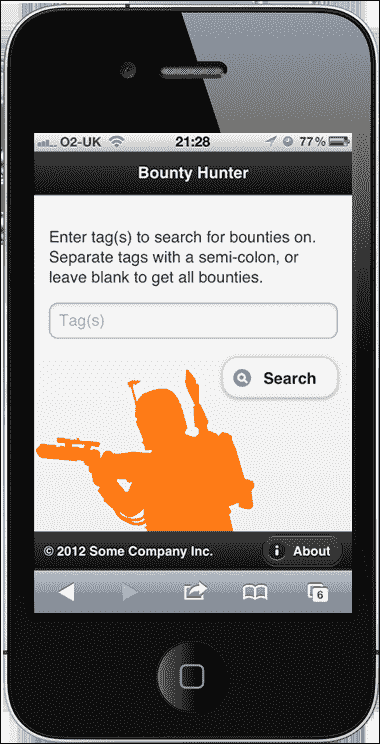 O2-UK 21:28 77%
Bounty Hunter
Enter tag(s) to search for bounties on.
Separate tags with a semi-colon, or
leave blank to get all bounties.
Tag(s)
Search
© 2012 Some Company Inc.
i About
6